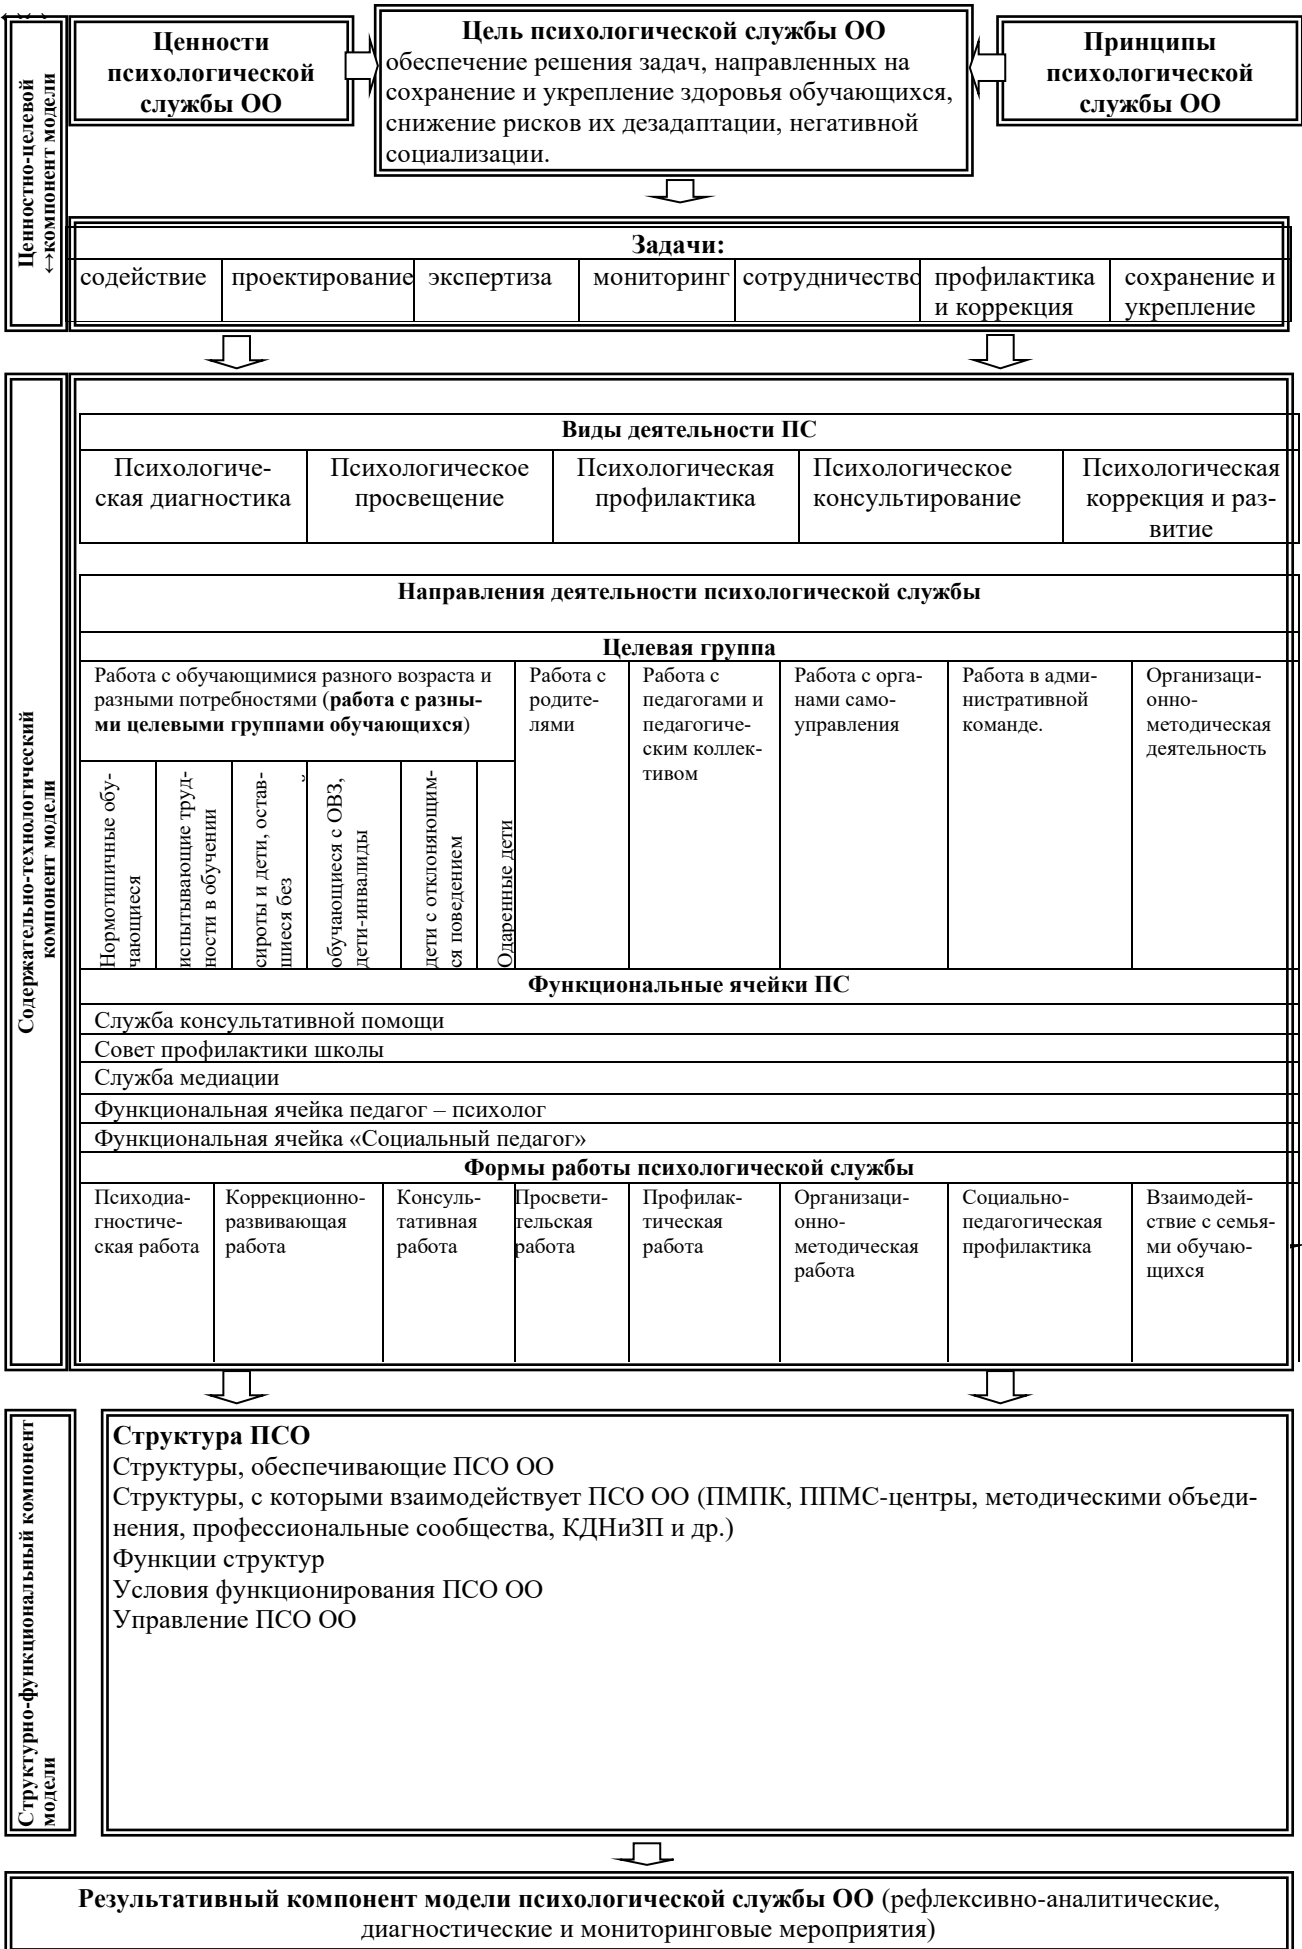 Ценностно-целевой
↔компонент модели
Ценности
психологической
службы ОО
Цель психологической службы ОО
обеспечение решения задач, направленных на
сохранение и укрепление здоровья обучающихся,
снижение рисков их дезадаптации, негативной
социализации.
Принципы
психологической
службы ОО
Задачи:
содействие
проектирование
экспертиза
мониторинг
сотрудничество
профилактика
и коррекция
сохранение и
укрепление
Содержательно-технологический
компонент модели
Виды деятельности ПС
Психологиче-
ская диагностика
Психологическое
просвещение
Психологическая
профилактика
Психологическое
консультирование
Психологическая
коррекция и раз-
витие
Направления деятельности психологической службы
Целевая группа
Работа с обучающимися разного возраста и
разными потребностями (работа с разны-
ми целевыми группами обучающихся)
Нормотипичные обу-
чающиеся
испытывающие труд-
ности в обучении
сироты и дети, остав-
шиеся без
обучающиеся с ОВЗ,
дети-инвалиды
дети с отклоняющим-
ся поведением
Одаренные дети
Работа с
родите-
лями
Работа с
педагогами и
педагогиче-
ским коллек-
тивом
Работа с орга-
нами само-
управления
Работа в адми-
нистративной
команде.
Организаци-
онно-
методическая
деятельность
Функциональные ячейки ПС
Служба консультативной помощи
Совет профилактики школы
Служба медиации
Функциональная ячейка педагог – психолог
Функциональная ячейка «Социальный педагог»
Формы работы психологической службы
Психодиа-
гностиче-
ская работа
Коррекционно-
развивающая
работа
Консуль-
тативная
работа
Просвети-
тельская
работа
Профилак-
тическая
работа
Организаци-
онно-
методическая
работа
Социально-
педагогическая
профилактика
Взаимодей-
ствие с семья-
ми обучаю-
щихся
Структурно-функциональный компонент
модели
Структура ПСО
Структуры, обеспечивающие ПСО ОО
Структуры, с которыми взаимодействует ПСО ОО (ПМПК, ППМС-центры, методическими объеди-
нения, профессиональные сообщества, КДНиЗП и др.)
Функции структур
Условия функционирования ПСО ОО
Управление ПСО ОО
Результативный компонент модели психологической службы ОО (рефлексивно-аналитические,
диагностические и мониторинговые мероприятия)